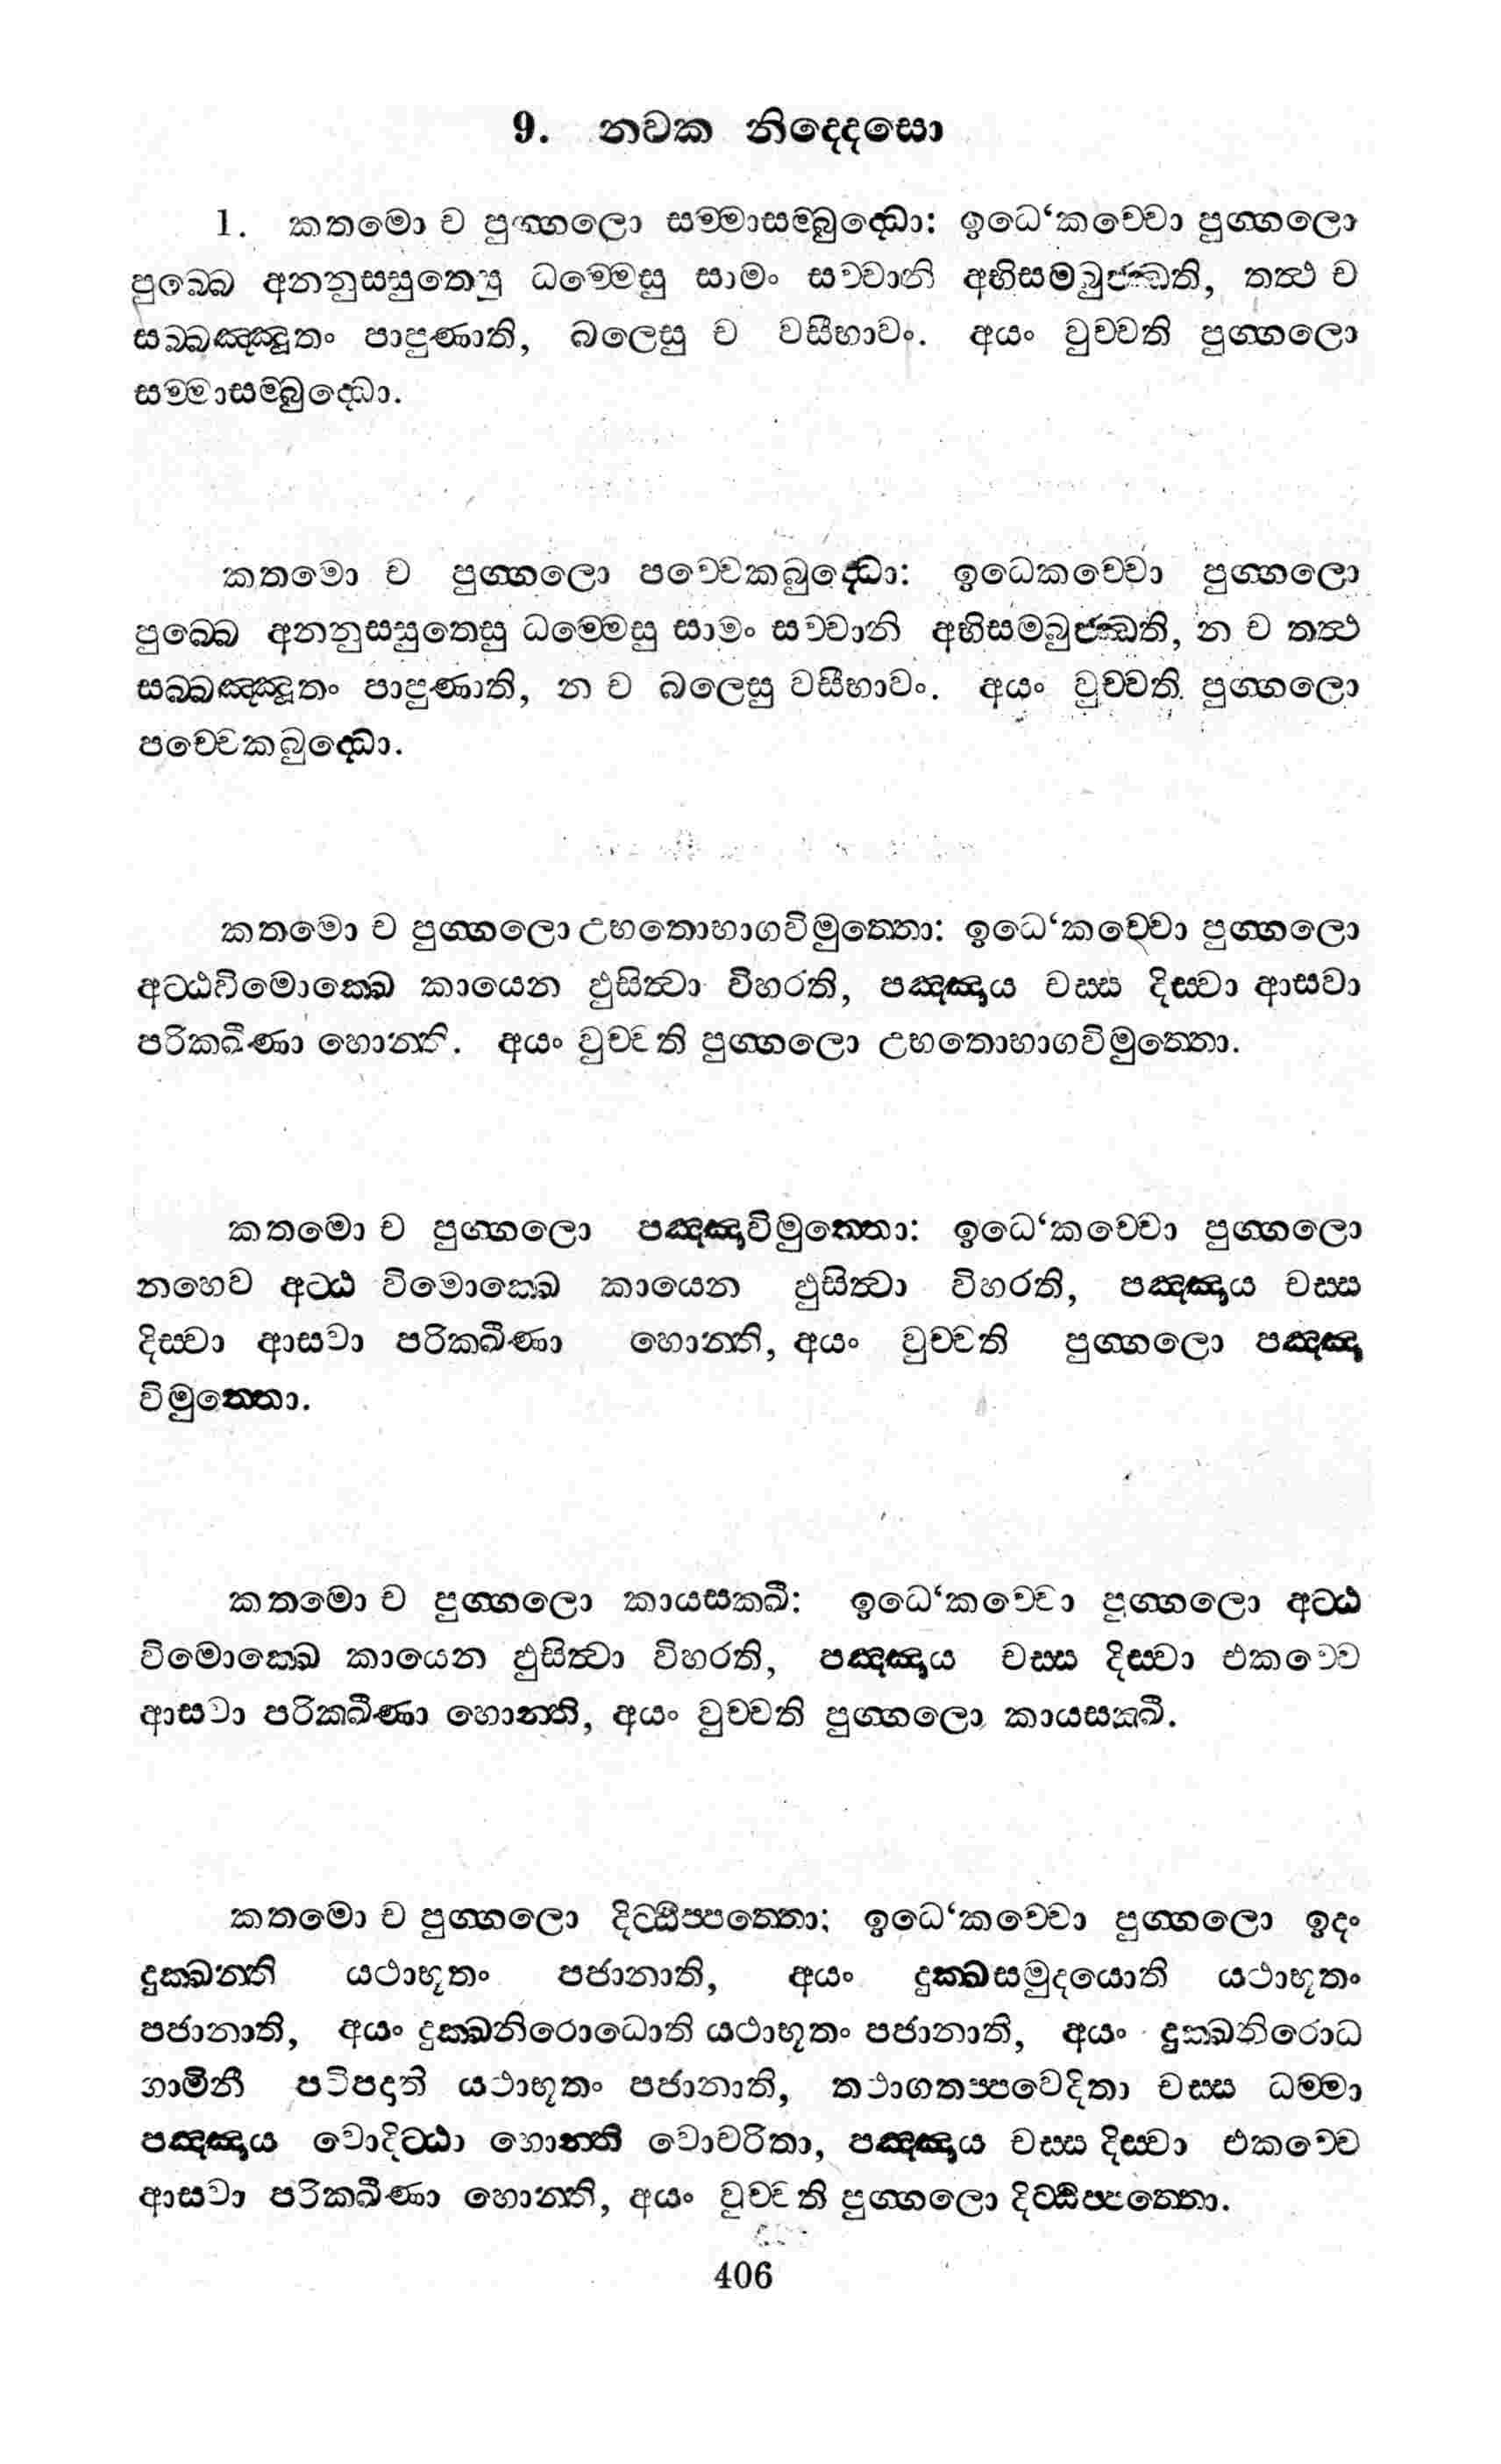 9. නවක නිද්දෙසො
1. කතමො ච පුග්ගලො සම්මාසම්බුද්ධො: ඉධෙ‘කච්චො පුග්ගලො
පුබ්බෙ අනනුස්සුතෙසු ධම්මෙසු සාමං සච්චානි අභිසම්බුජ්ඣති, තත්ථ ච
සබ්බඤ්ඤූතං පාපුණාති, බලෙසු ච වසීභාවං. අයං වුච්චති පුග්ගලො
සම්මාසම්බුද්ධො.
කතමො ච පුග්ගලො පච්චෙකබුද්ධො: ඉධෙකච්චො පුග්ගලො
පුබ්බෙ අනනුස්සුතෙසු ධම්මෙසු සාමං සච්චානි අභිසම්බුජ්ඣති, න ච තත්ථ
සබ්බඤ්ඤූතං පාපුණාති, න ච බලෙසු වසීභාවං. අයං වුච්චති පුග්ගලො
පච්චෙකබුද්ධො.
කතමො ච පුග්ගලො උභතොභාගවිමුත්තො: ඉධෙ‘කච්චො පුග්ගලො
අට්ඨවිමොක්ඛෙ කායෙන ඵුසිත්වා විහරති, පඤ්ඤාය චස්ස දිස්වා ආසවා
පරික්ඛීණා හොන්ති. අයං වුච්චති පුග්ගලො උභතොභාගවිමුත්තො.
කතමො ච පුග්ගලො පඤ්ඤාවිමුත්තො: ඉධෙ‘කච්චො පුග්ගලො
නහෙව අට්ඨ විමොක්ඛෙ කායෙන ඵුසිත්වා විහරති, පඤ්ඤාය චස්ස
දිස්වා ආසවා පරික්ඛීණා හොන්ති, අයං වුච්චති පුග්ගලො පඤ්ඤා
විමුත්තො.
කතමො ච පුග්ගලො කායසක්ඛී: ඉධෙ‘කච්චො පුග්ගලො අට්ඨ
විමොක්ඛෙ කායෙන ඵුසිත්වා විහරති, පඤ්ඤාය චස්ස දිස්වා එකච්චෙ
ආසවා පරික්ඛීණා හොන්ති, අයං වුච්චති පුග්ගලො කායසක්ඛී.
කතමො ච පුග්ගලො දිට්ඨිප්පත්තො; ඉධෙ‘කච්චො පුග්ගලො ඉදං
දුක්ඛන්ති යථාභූතං පජානාති, අයං දුක්ඛසමුදයොති යථාභූතං
පජානාති, අයං දුක්ඛනිරොධොති යථාභූතං පජානාති, අයං දුක්ඛනිරොධ
ගාමිනී පටිපදාති යථාභූතං පජානාති, තථාගතප්පවෙදිතා චස්ස ධම්මා
පඤ්ඤාය වොදිට්ඨා හොන්ති වොචරිතා, පඤ්ඤාය චස්ස දිස්වා එකච්චෙ
ආසවා පරික්ඛීණා හොන්ති, අයං වුච්චති පුග්ගලො දිට්ඨිප්පත්තො.
406